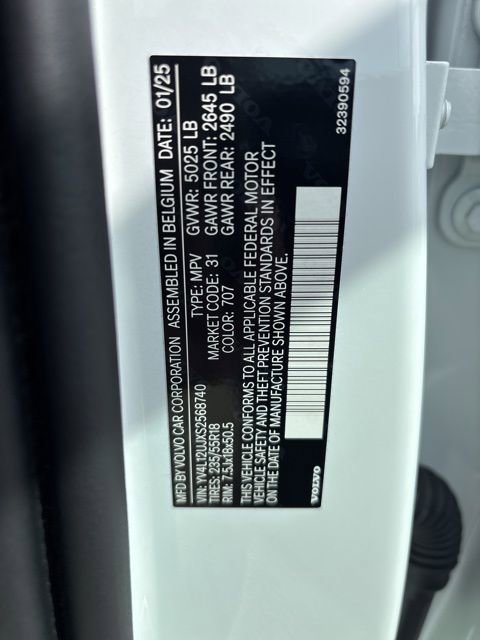 MFD BY VOLVO CAR CORPORATION ASSEMBLED IN BELGIUM DATE: 01/25
VIN: YV4L12UJXS2568740 TYPE: MPV GVWR: 5025 LB
TIRES: 235/55R18 MARKET CODE: 31 GAWR FRONT: 2645 LB
RIM: 7.5Jx18x50.5 COLOR: 707 GAWR REAR: 2490 LB
THIS VEHICLE CONFORMS TO ALL APPLICABLE FEDERAL MOTOR
VEHICLE SAFETY AND THEFT PREVENTION STANDARDS IN EFFECT
ON THE DATE OF MANUFACTURE SHOWN ABOVE.
VOLVO 32390594